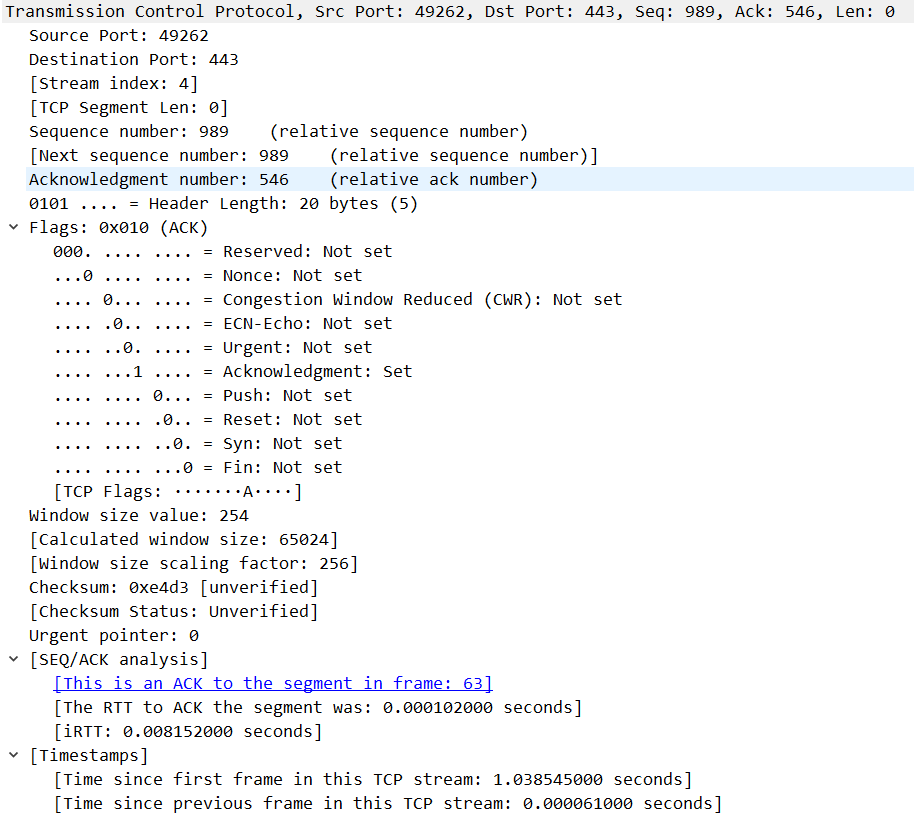 Transmission Control Protocol, Src Port: 49262, Dst Port: 443, Seq: 989, Ack: 546, Len: 0
Source Port: 49262
Destination Port: 443
[Stream index: 4]
[TCP Segment Len: 0]
Sequence number: 989    (relative sequence number)
[Next sequence number: 989    (relative sequence number)]
Acknowledgment number: 546    (relative ack number)
0101 .... = Header Length: 20 bytes (5)
Flags: 0x010 (ACK)
000. .... .... = Reserved: Not set
...0 .... .... = Nonce: Not set
.... 0... .... = Congestion Window Reduced (CWR): Not set
.... .0.. .... = ECN-Echo: Not set
.... ..0. .... = Urgent: Not set
.... ...1 .... = Acknowledgment: Set
.... .... 0... = Push: Not set
.... .... .0.. = Reset: Not set
.... .... ..0. = Syn: Not set
.... .... ...0 = Fin: Not set
[TCP Flags: ·······A····]
Window size value: 254
[Calculated window size: 65024]
[Window size scaling factor: 256]
Checksum: 0xe4d3 [unverified]
[Checksum Status: Unverified]
Urgent pointer: 0
[SEQ/ACK analysis]
[This is an ACK to the segment in frame: 63]
[The RTT to ACK the segment was: 0.000102000 seconds]
[iRTT: 0.008152000 seconds]
[Timestamps]
[Time since first frame in this TCP stream: 1.038545000 seconds]
[Time since previous frame in this TCP stream: 0.000061000 seconds]